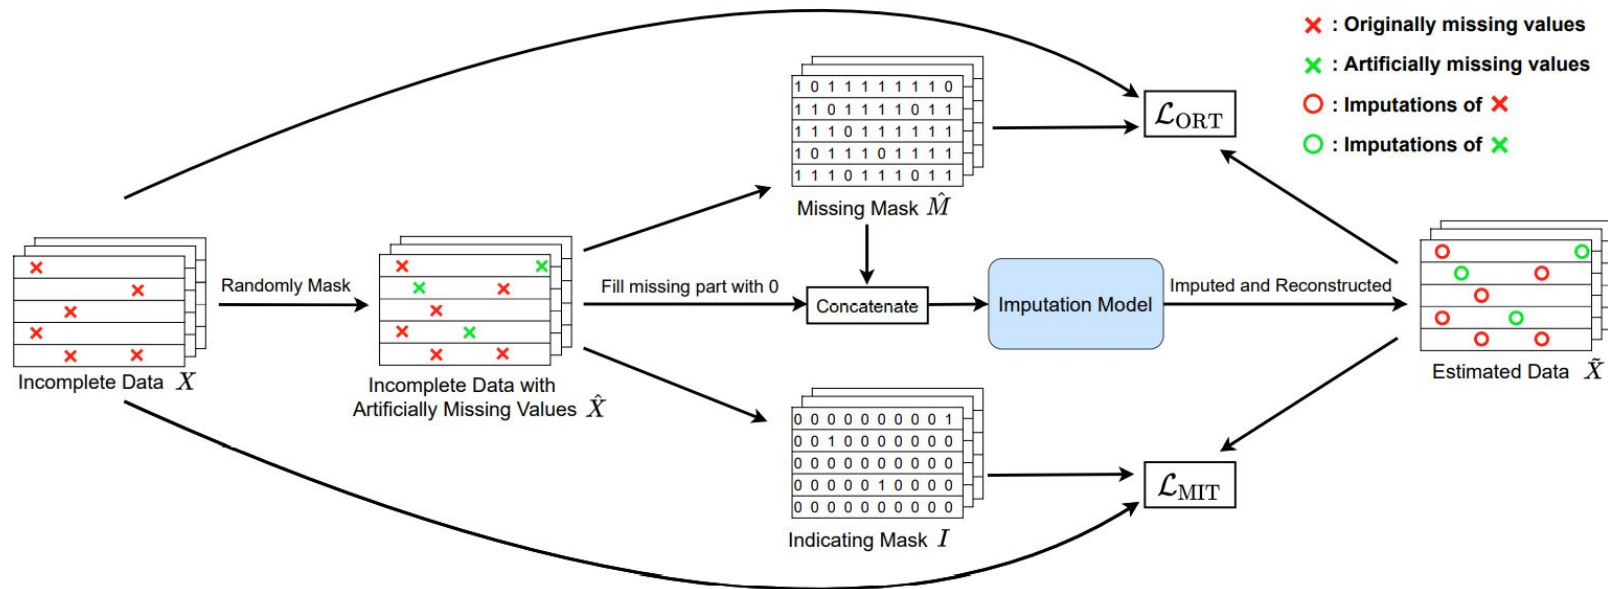 × : Originally missing values
× : Artificially missing values
○ : Imputations of ×
○ : Imputations of ×
1 0 1 1 1 1 1 1 1 0
1 1 0 1 1 1 1 0 1 1
1 1 1 0 1 1 1 1 1 1
1 0 1 1 1 0 1 1 1 1
1 1 1 0 1 1 1 0 1 1
Missing Mask M̂
ℒORT
Incomplete Data X
Randomly Mask
Incomplete Data with
Artificially Missing Values X̂
Fill missing part with 0
Concatenate
Imputation Model
Imputed and Reconstructed
Estimated Data X̃
0 0 0 0 0 0 0 0 0 1
0 0 1 0 0 0 0 0 0 0
0 0 0 0 0 0 0 0 0 0
0 0 0 0 0 1 0 0 0 0
0 0 0 0 0 0 0 0 0 0
Indicating Mask I
ℒMIT